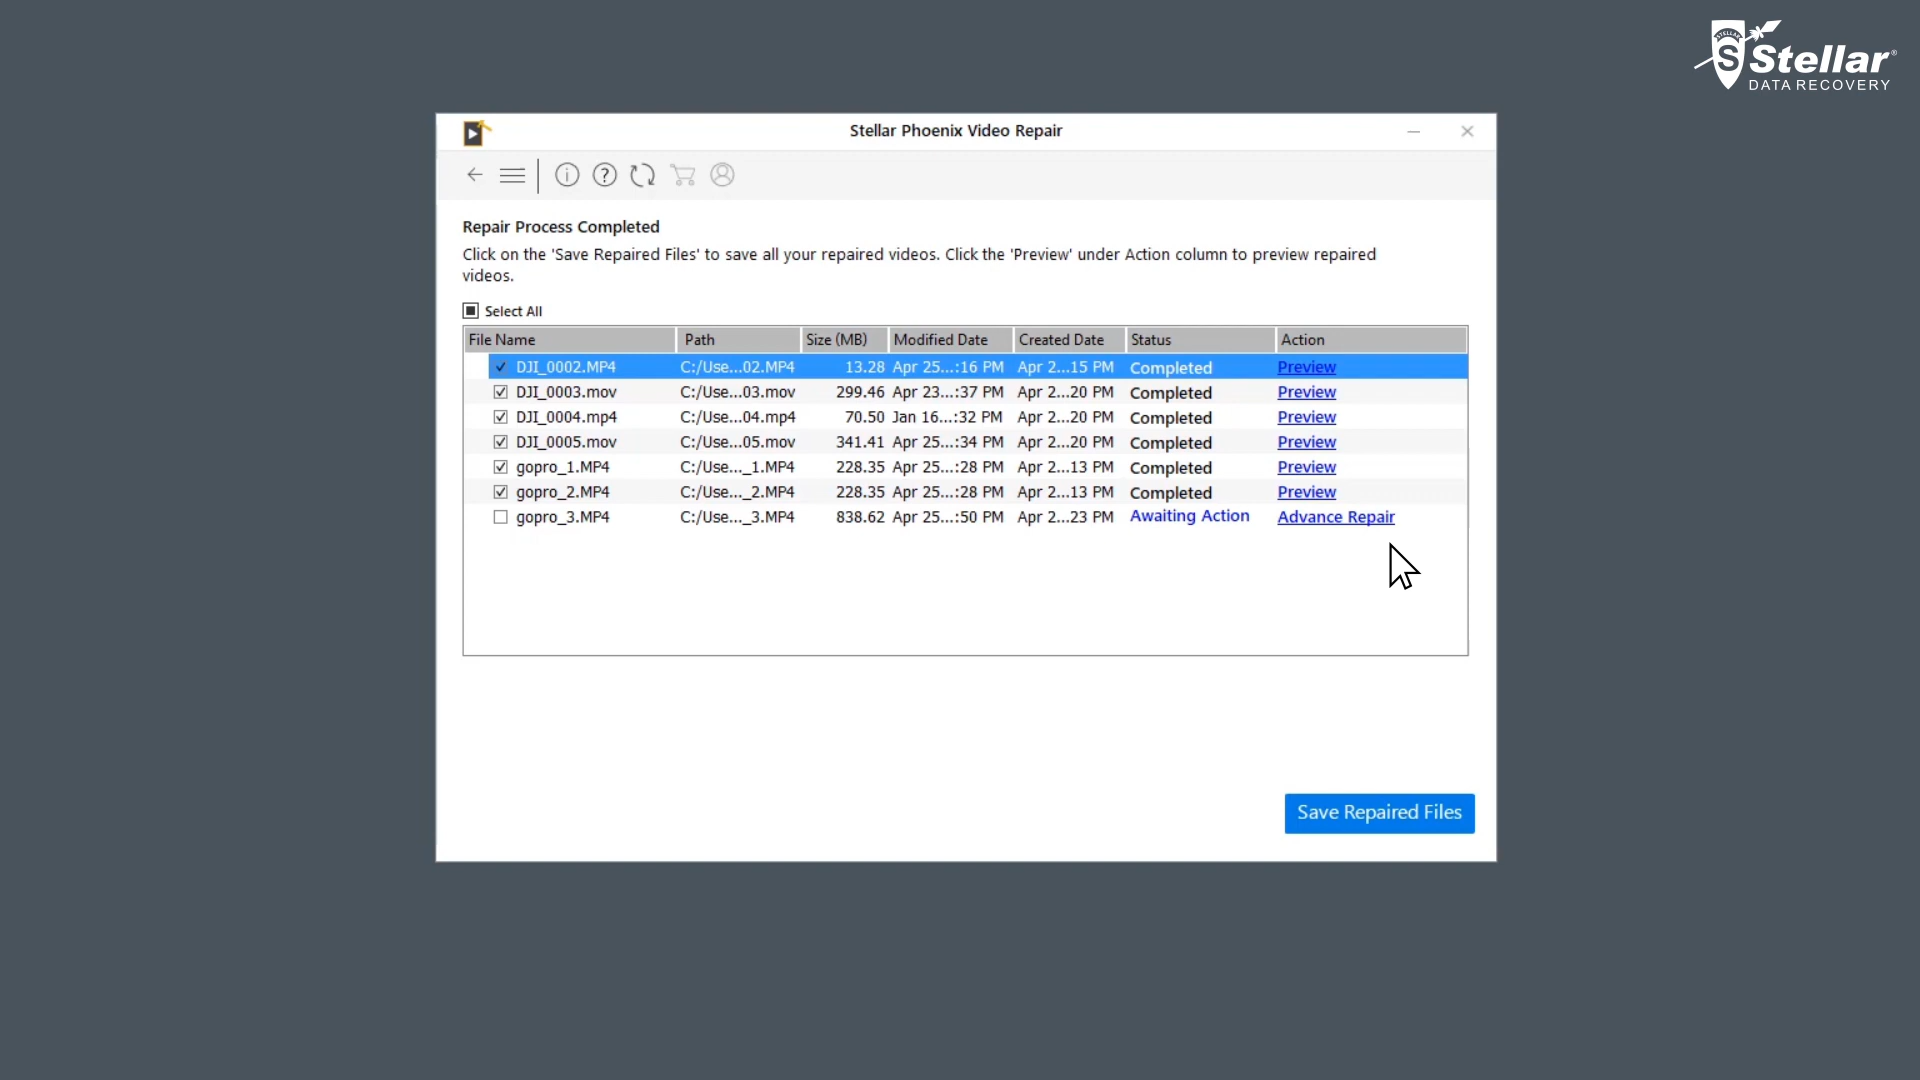 STELLAR
S
Stellar®
DATA RECOVERY
Stellar Phoenix Video Repair
Repair Process Completed
Click on the 'Save Repaired Files' to save all your repaired videos. Click the 'Preview' under Action column to preview repaired
videos.
Select All
File Name Path Size (MB) Modified Date Created Date Status Action
DJI_0002.MP4 C:/Use...02.MP4 13.28 Apr 25...:16 PM Apr 2...15 PM Completed Preview
DJI_0003.mov C:/Use...03.mov 299.46 Apr 23...:37 PM Apr 2...20 PM Completed Preview
DJI_0004.mp4 C:/Use...04.mp4 70.50 Jan 16...:32 PM Apr 2...20 PM Completed Preview
DJI_0005.mov C:/Use...05.mov 341.41 Apr 25...:34 PM Apr 2...20 PM Completed Preview
gopro_1.MP4 C:/Use..._1.MP4 228.35 Apr 25...:28 PM Apr 2...13 PM Completed Preview
gopro_2.MP4 C:/Use..._2.MP4 228.35 Apr 25...:28 PM Apr 2...13 PM Completed Preview
gopro_3.MP4 C:/Use..._3.MP4 838.62 Apr 25...:50 PM Apr 2...23 PM Awaiting Action Advance Repair
Save Repaired Files